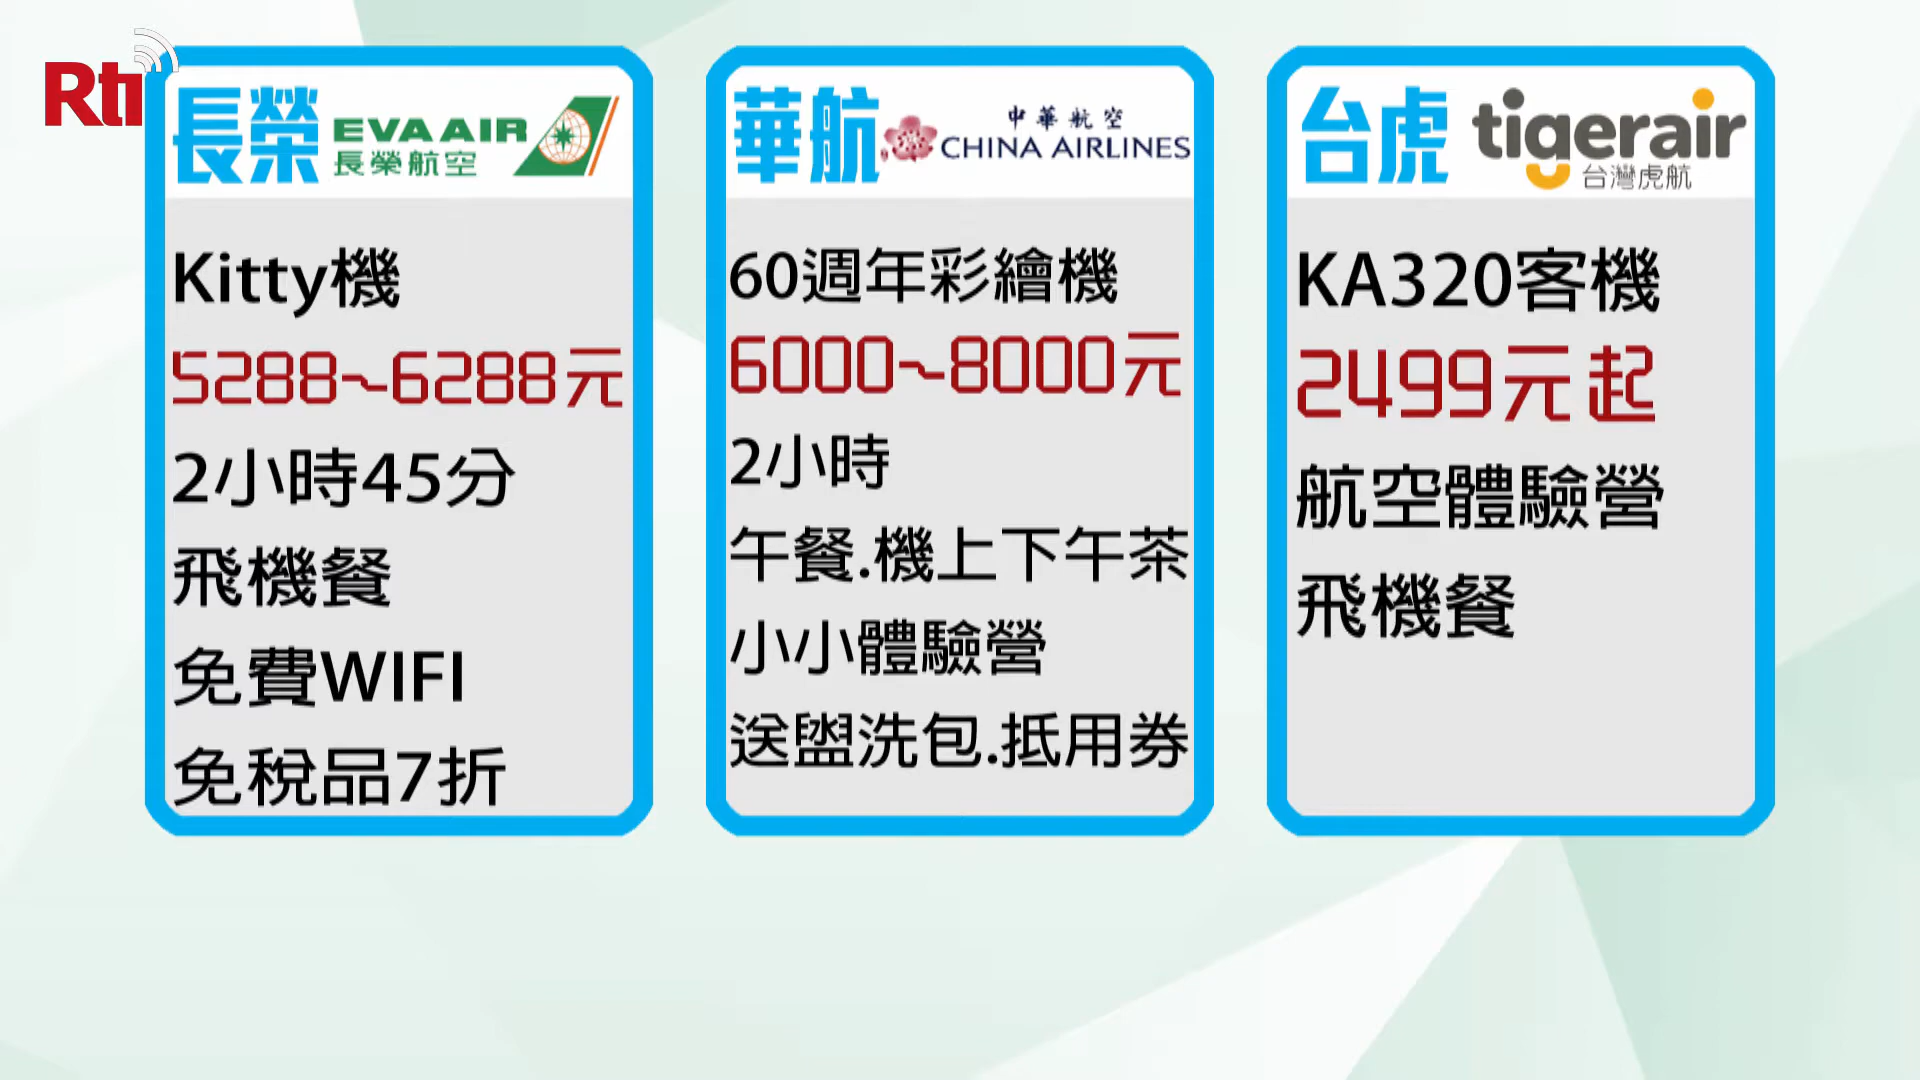 Rti
長榮 EVA AIR
長榮航空
Kitty機
5288~6288元
2小時45分
飛機餐
免費WIFI
免稅品7折
華航 中華航空
CHINA AIRLINES
60週年彩繪機
6000~8000元
2小時
午餐.機上下午茶
小小體驗營
送盥洗包.抵用券
台虎 tigerair
台灣虎航
KA320客機
2499元起
航空體驗營
飛機餐